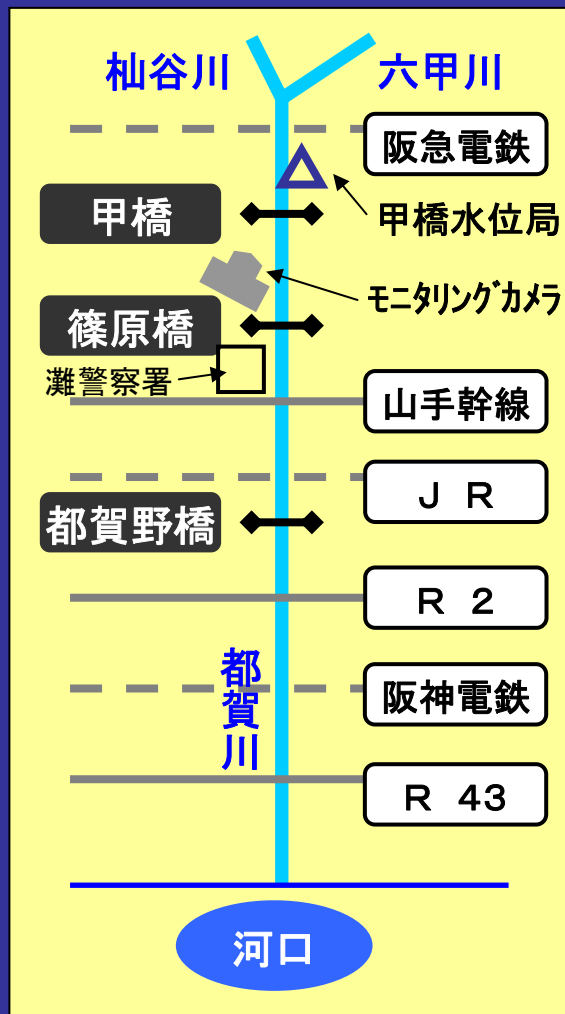 杣谷川
六甲川
阪急電鉄
甲橋
甲橋水位局
モニタリングカメラ
篠原橋
灘警察署
山手幹線
ＪＲ
都賀野橋
Ｒ２
都賀川
阪神電鉄
Ｒ４３
河口